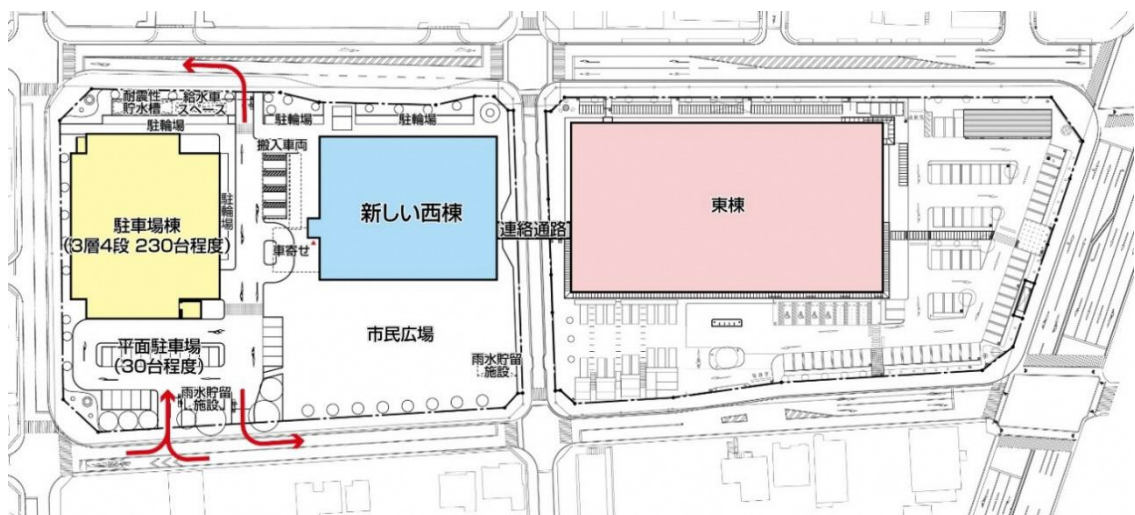 耐震性
貯水槽
給水車
スペース
駐輪場
駐輪場
駐輪場
搬入車両
駐輪場
駐車場棟
(3層4段 230台程度)
新しい西棟
車寄せ
連絡通路
東棟
平面駐車場
(30台程度)
市民広場
雨水貯留
施設
雨水貯留
施設